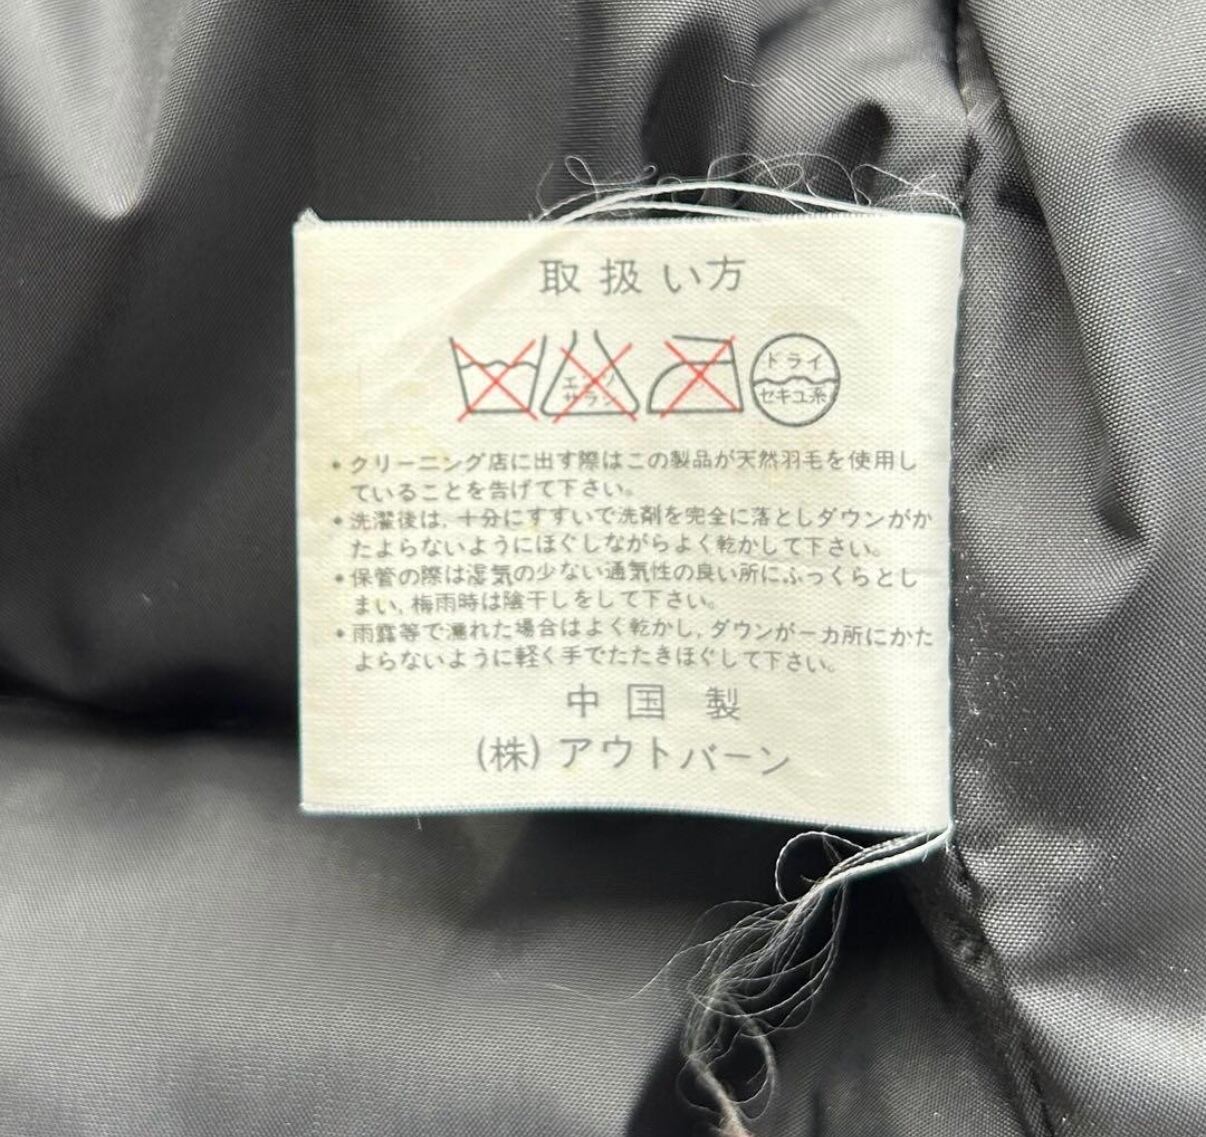 取扱い方
エンソ
サラシ
ドライ
セキユ系
・クリーニング店に出す際はこの製品が天然羽毛を使用し
ていることを告げて下さい。
・洗濯後は、十分にすすいで洗剤を完全に落としダウンがか
たよらないようにほぐしながらよく乾かして下さい。
・保管の際は湿気の少ない通気性の良い所にふっくらとし
まい、梅雨時は陰干しをして下さい。
・雨露等で濡れた場合はよく乾かし、ダウンが一カ所にかた
よらないように軽く手でたたきほぐして下さい。
中国製
(株)アウトバーン